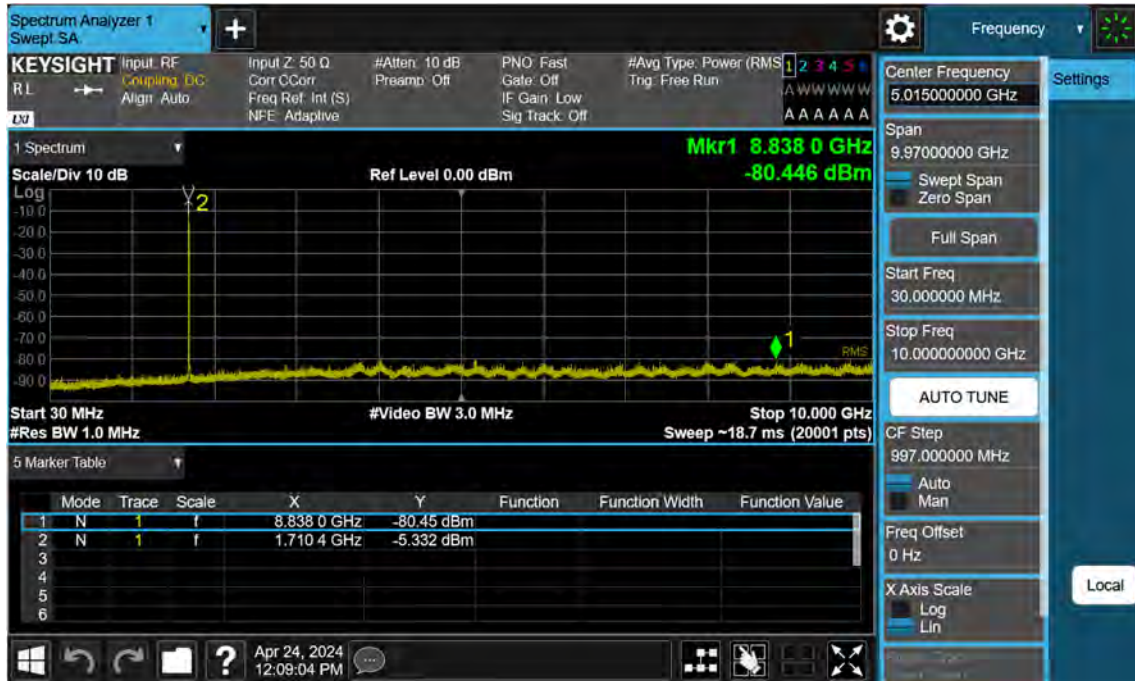 Spectrum Analyzer 1
Swept SA
Frequency
KEYSIGHT
RL
LXI
Input: RF
Coupling: DC
Align: Auto
Input Z: 50 Ω
Corr CCorr
Freq Ref: Int (S)
NFE: Adaptive
#Atten: 10 dB
Preamp: Off
PNO: Fast
Gate: Off
IF Gain: Low
Sig Track: Off
#Avg Type: Power (RMS
Trig: Free Run
1 2 3 4 5 6
A W W W W W
A A A A A A
1 Spectrum
Scale/Div 10 dB
Ref Level 0.00 dBm
Mkr1 8.838 0 GHz
-80.446 dBm
Log
-10.0
-20.0
-30.0
-40.0
-50.0
-60.0
-70.0
-80.0
-90.0
2
1
RMS
Start 30 MHz
#Video BW 3.0 MHz
Stop 10.000 GHz
#Res BW 1.0 MHz
Sweep ~18.7 ms (20001 pts)
5 Marker Table
Mode Trace Scale X Y Function Function Width Function Value
1 N 1 f 8.838 0 GHz -80.45 dBm
2 N 1 f 1.710 4 GHz -5.332 dBm
3
4
5
6
?
Apr 24, 2024
12:09:04 PM
Center Frequency
5.015000000 GHz
Settings
Span
9.97000000 GHz
Swept Span
Zero Span
Full Span
Start Freq
30.000000 MHz
Stop Freq
10.000000000 GHz
AUTO TUNE
CF Step
997.000000 MHz
Auto
Man
Freq Offset
0 Hz
X Axis Scale
Log
Lin
Local